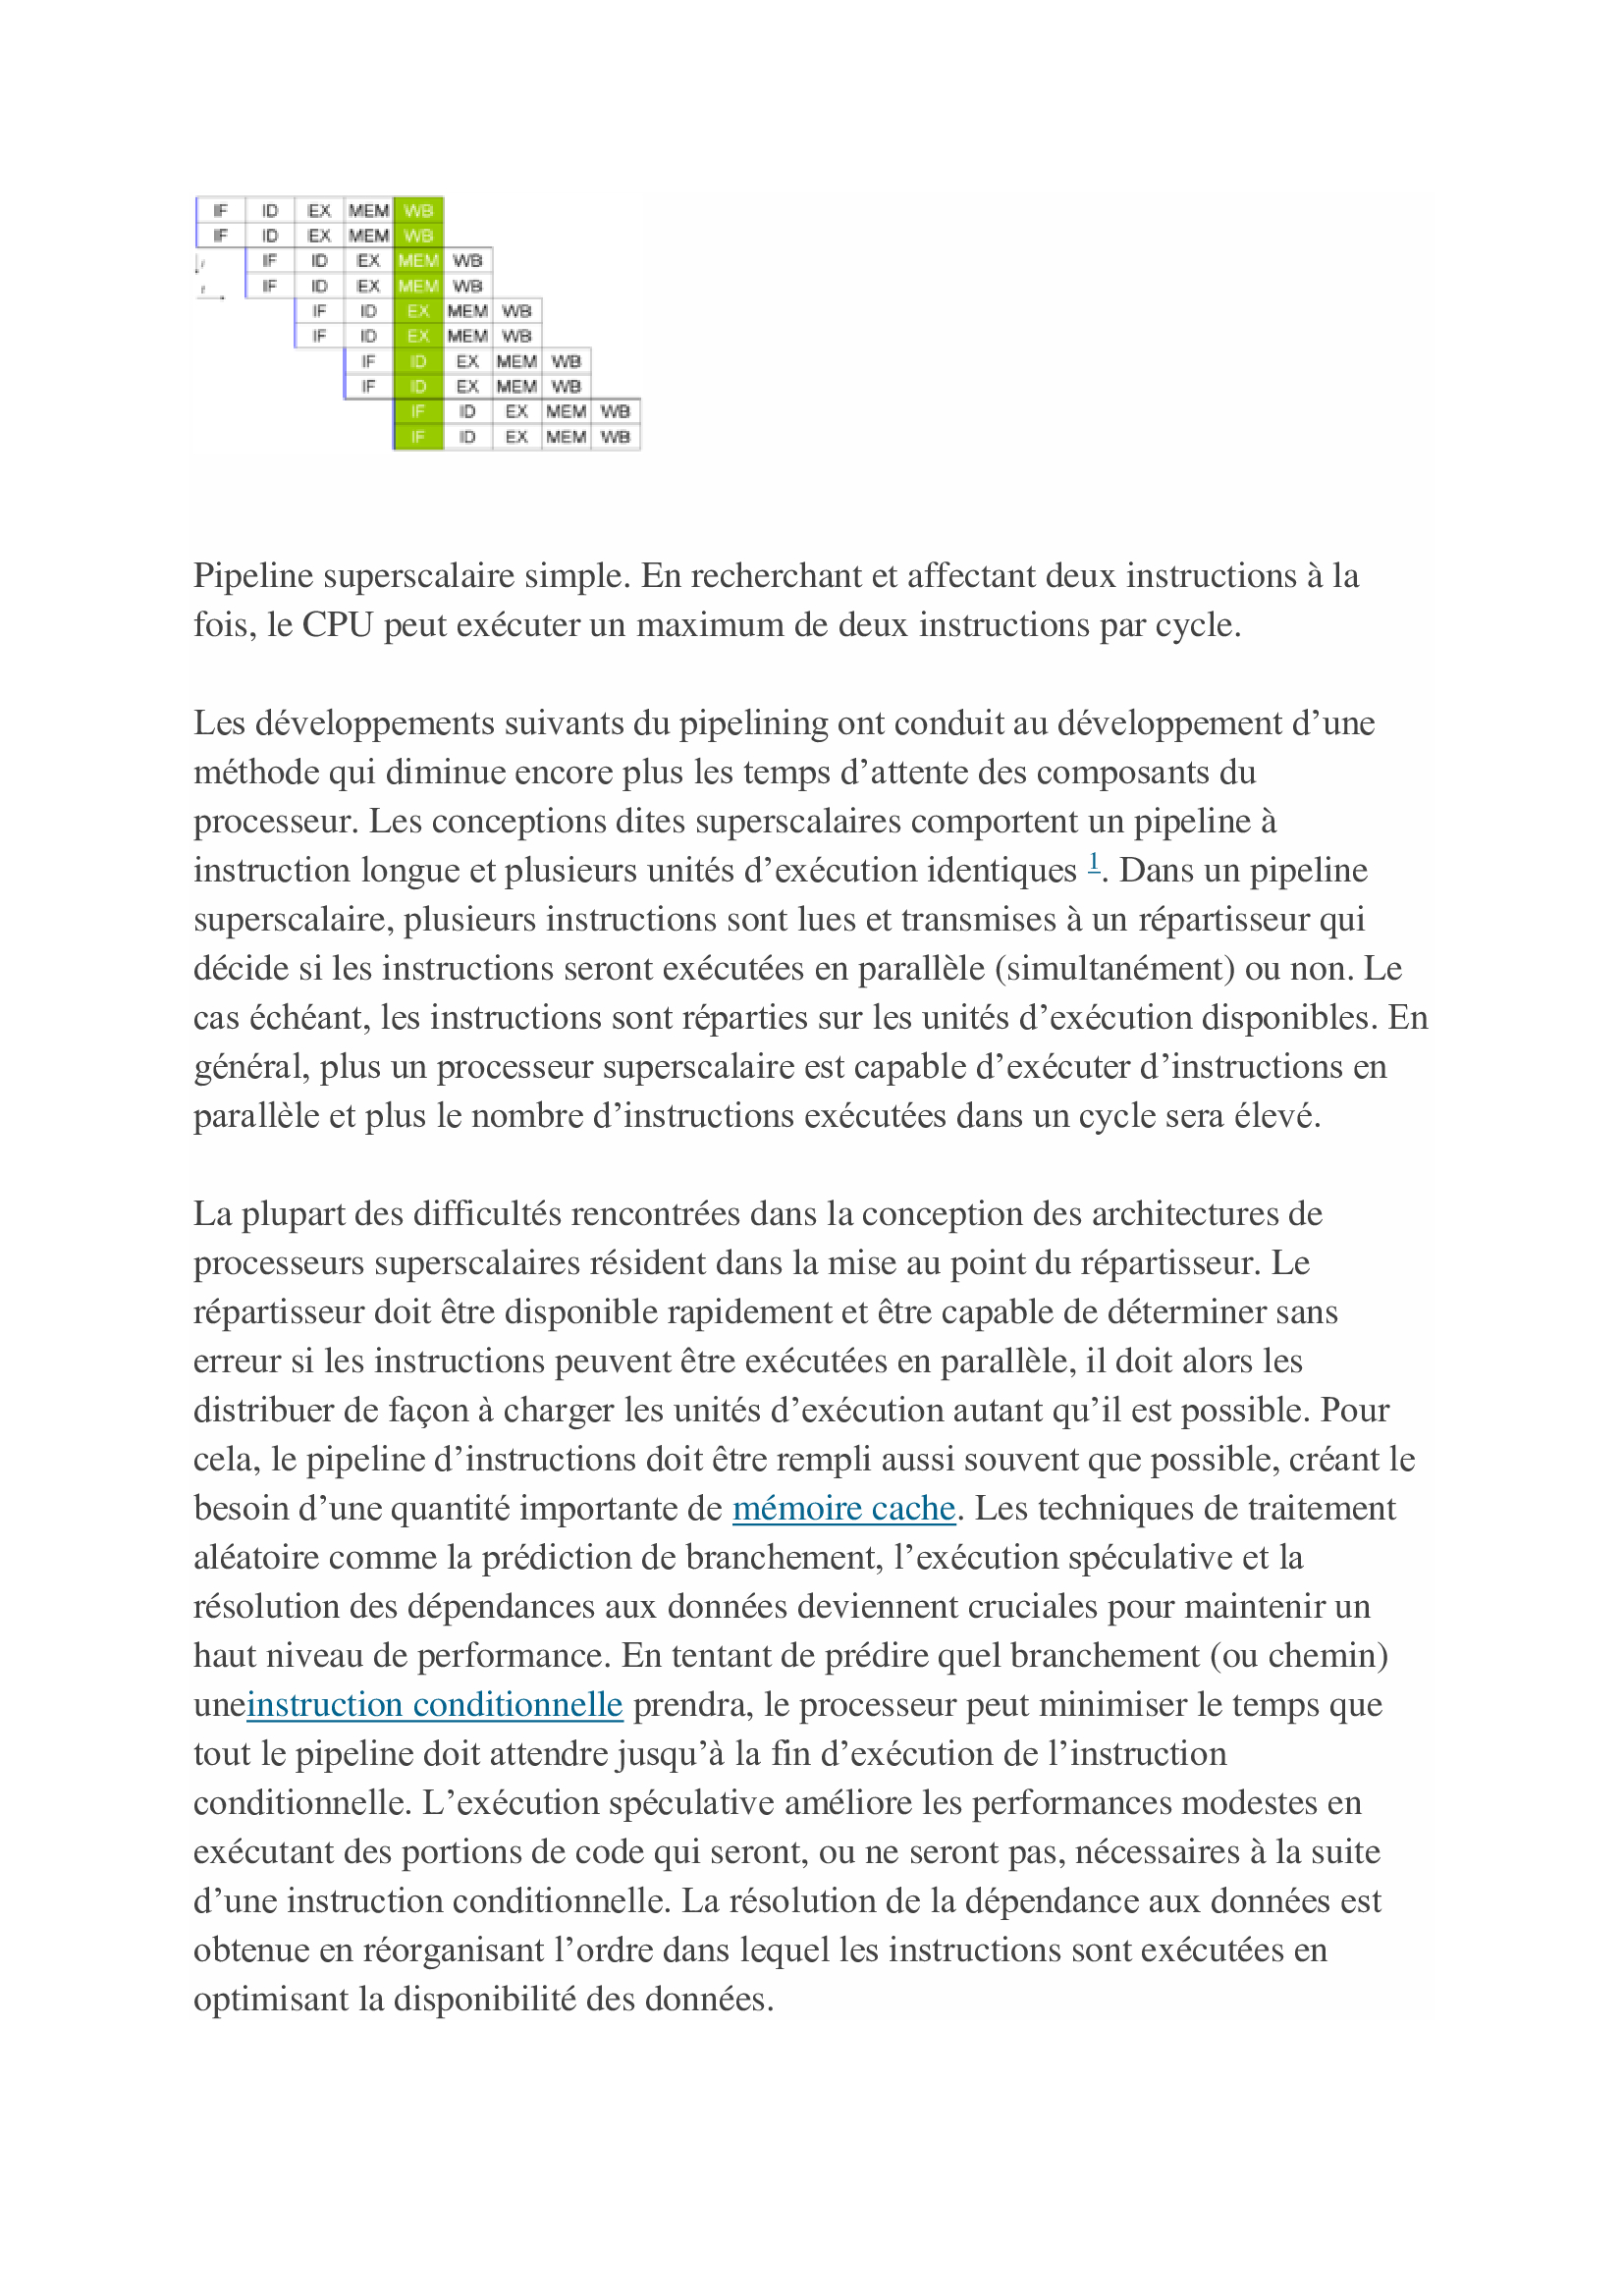 IF ID EX MEM WB
IF ID EX MEM WB
IF ID EX MEM WB
IF ID EX MEM WB
IF ID EX MEM WB
IF ID EX MEM WB
IF ID EX MEM WB
IF ID EX MEM WB
IF ID EX MEM WB
IF ID EX MEM WB
Pipeline superscalaire simple. En recherchant et affectant deux instructions à la
fois, le CPU peut exécuter un maximum de deux instructions par cycle.
Les développements suivants du pipelining ont conduit au développement d’une
méthode qui diminue encore plus les temps d’attente des composants du
processeur. Les conceptions dites superscalaires comportent un pipeline à
instruction longue et plusieurs unités d’exécution identiques 1. Dans un pipeline
superscalaire, plusieurs instructions sont lues et transmises à un répartisseur qui
décide si les instructions seront exécutées en parallèle (simultanément) ou non. Le
cas échéant, les instructions sont réparties sur les unités d’exécution disponibles. En
général, plus un processeur superscalaire est capable d’exécuter d’instructions en
parallèle et plus le nombre d’instructions exécutées dans un cycle sera élevé.
La plupart des difficultés rencontrées dans la conception des architectures de
processeurs superscalaires résident dans la mise au point du répartisseur. Le
répartisseur doit être disponible rapidement et être capable de déterminer sans
erreur si les instructions peuvent être exécutées en parallèle, il doit alors les
distribuer de façon à charger les unités d’exécution autant qu’il est possible. Pour
cela, le pipeline d’instructions doit être rempli aussi souvent que possible, créant le
besoin d’une quantité importante de mémoire cache. Les techniques de traitement
aléatoire comme la prédiction de branchement, l’exécution spéculative et la
résolution des dépendances aux données deviennent cruciales pour maintenir un
haut niveau de performance. En tentant de prédire quel branchement (ou chemin)
uneinstruction conditionnelle prendra, le processeur peut minimiser le temps que
tout le pipeline doit attendre jusqu’à la fin d’exécution de l’instruction
conditionnelle. L’exécution spéculative améliore les performances modestes en
exécutant des portions de code qui seront, ou ne seront pas, nécessaires à la suite
d’une instruction conditionnelle. La résolution de la dépendance aux données est
obtenue en réorganisant l’ordre dans lequel les instructions sont exécutées en
optimisant la disponibilité des données.